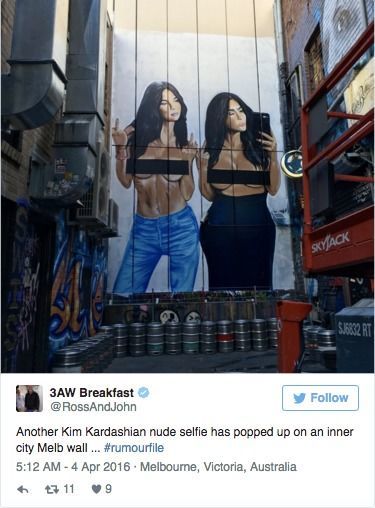 SKYJACK
SJ6832 RT
3AW Breakfast
@RossAndJohn
Follow
Another Kim Kardashian nude selfie has popped up on an inner
city Melb wall ... #rumourfile
5:12 AM - 4 Apr 2016 · Melbourne, Victoria, Australia
11 9